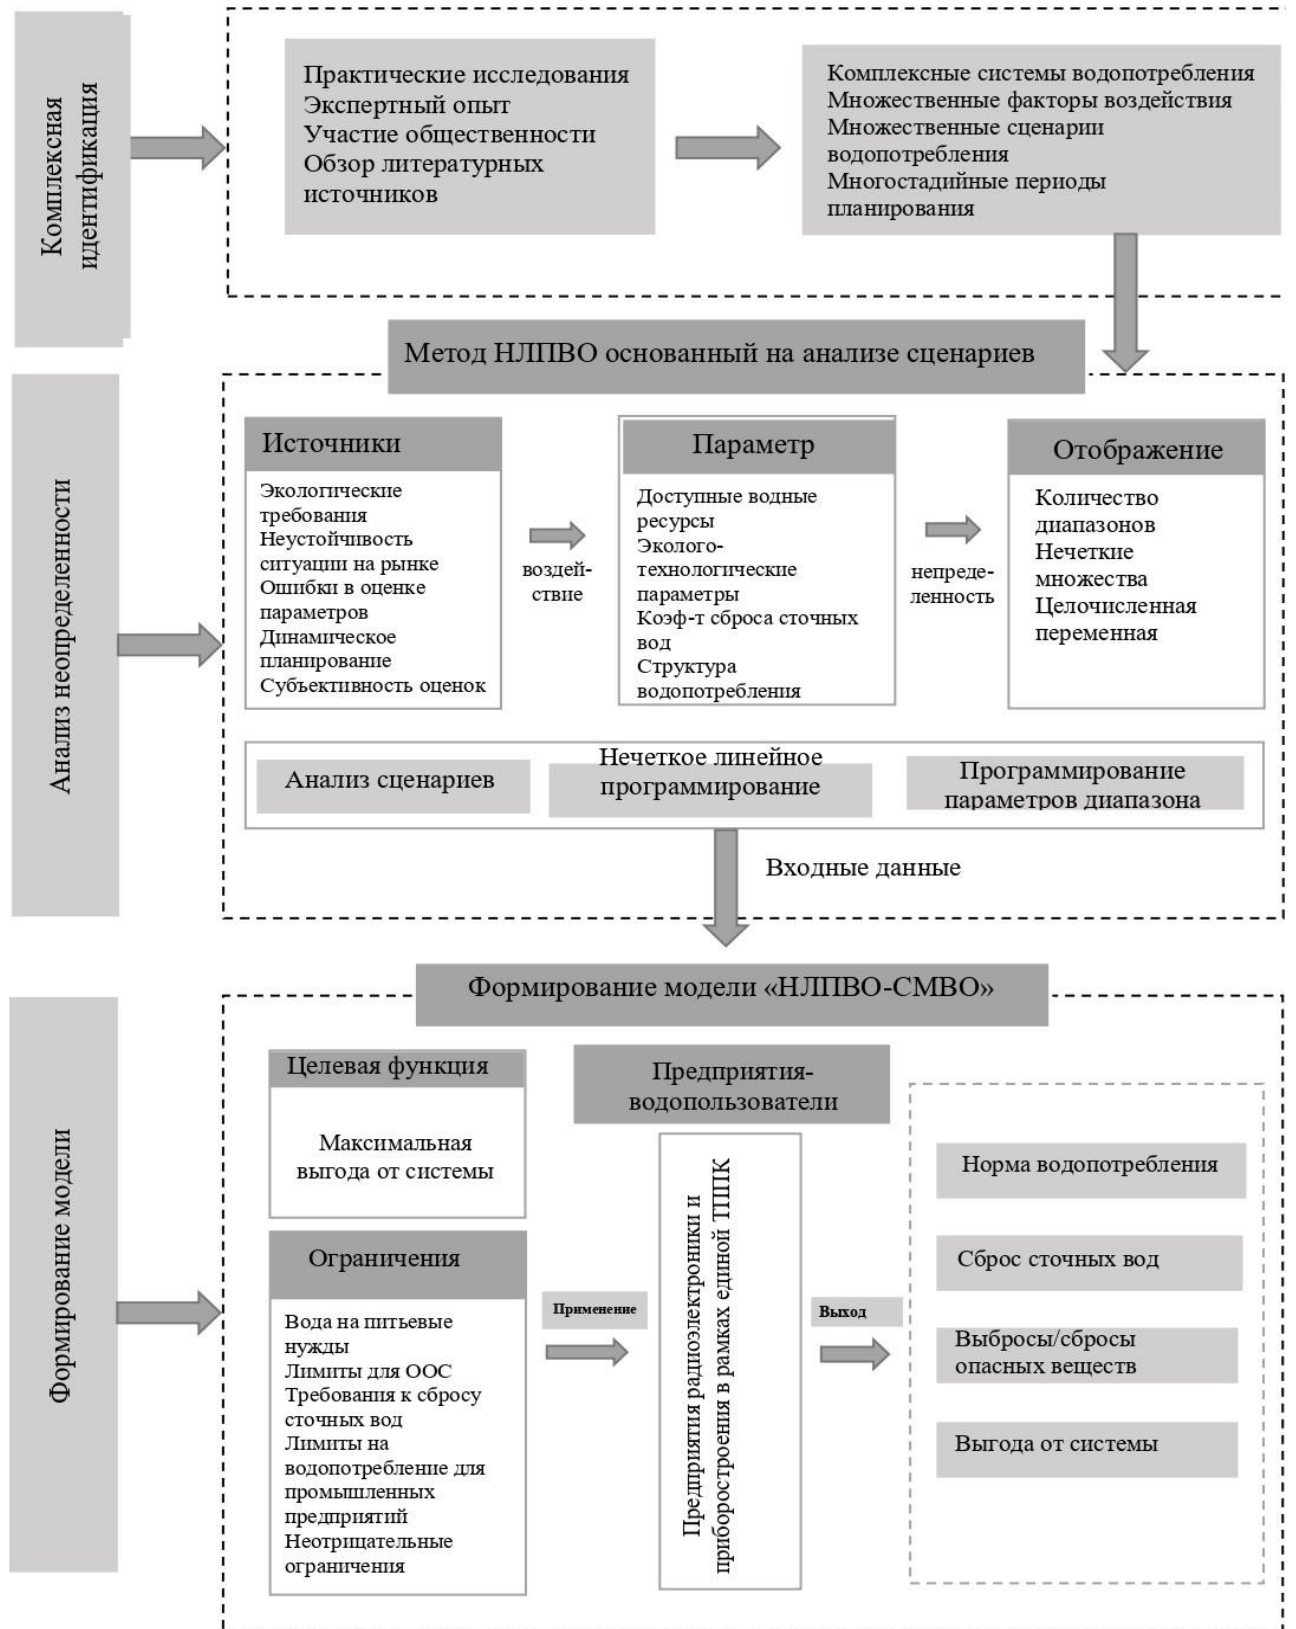 Комплексная
идентификация
Практические исследования
Экспертный опыт
Участие общественности
Обзор литературных
источников
Комплексные системы водопотребления
Множественные факторы воздействия
Множественные сценарии
водопотребления
Многостадийные периоды
планирования
Метод НЛПВО основанный на анализе сценариев
Анализ неопределенности
Источники
Экологические
требования
Неустойчивость
ситуации на рынке
Ошибки в оценке
параметров
Динамическое
планирование
Субъективность оценок
воздей-
ствие
Параметр
Доступные водные
ресурсы
Эколого-
технологические
параметры
Коэф-т сброса сточных
вод
Структура
водопотребления
непреде-
ленность
Отображение
Количество
диапазонов
Нечеткие
множества
Целочисленная
переменная
Анализ сценариев
Нечеткое линейное
программирование
Программирование
параметров диапазона
Входные данные
Формирование модели «НЛПВО-СМВО»
Формирование модели
Целевая функция
Максимальная
выгода от системы
Ограничения
Вода на питьевые
нужды
Лимиты для ООС
Требования к сбросу
сточных вод
Лимиты на
водопотребление для
промышленных
предприятий
Неотрицательные
ограничения
Применение
Предприятия-
водопользователи
Предприятия радиоэлектроники и
приборостроения в рамках единой ТППК
Выход
Норма водопотребления
Сброс сточных вод
Выбросы/сбросы
опасных веществ
Выгода от системы